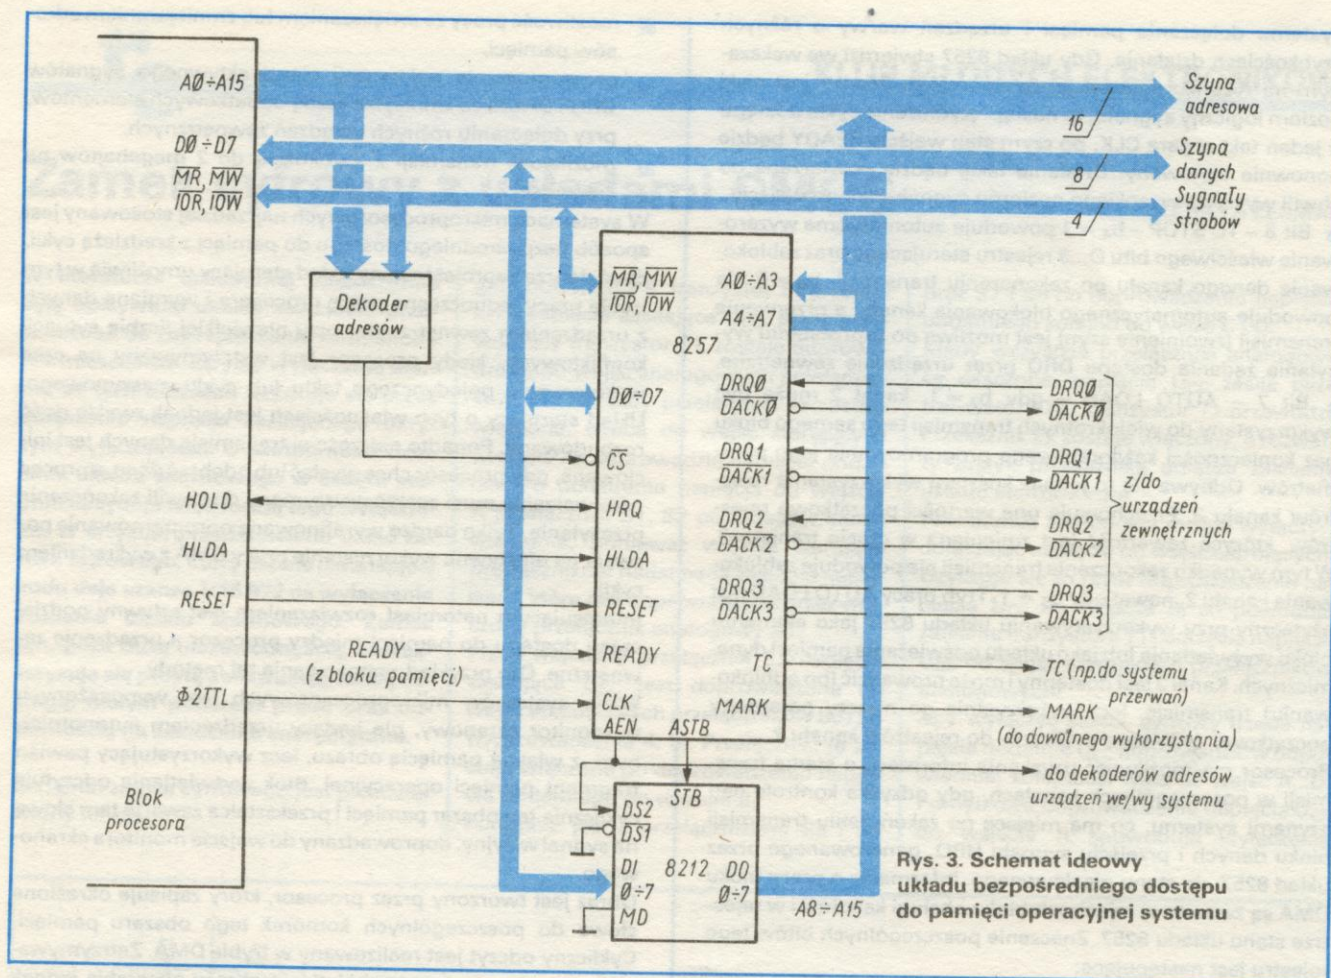 A0÷A15
Szyna
adresowa
16
D0÷D7
Szyna
danych
8
MR, MW
IOR, IOW
Sygnały
strobów
4
Dekoder
adresów
MR, MW
IOR, IOW
A0÷A3
A4÷A7
8257
D0÷D7
DRQ0
DACK0
DRQ0
DACK0
CS
DRQ1
DACK1
DRQ1
DACK1
z/do
urządzeń
zewnętrznych
HOLD
HRQ
DRQ2
DACK2
DRQ2
DACK2
HLDA
HLDA
RESET
RESET
DRQ3
DACK3
DRQ3
DACK3
READY
(z bloku pamięci)
READY
TC
TC (np.do systemu
przerwań)
Φ2TTL
CLK
MARK
MARK
(do dowolnego wykorzystania)
AEN
ASTB
do dekoderów adresów
urządzeń we/wy systemu
Blok
procesora
STB
DS2
DS1
DI
0÷7
8212
DO
0÷7
MD
A8÷A15
Rys. 3. Schemat ideowy
układu bezpośredniego dostępu
do pamięci operacyjnej systemu